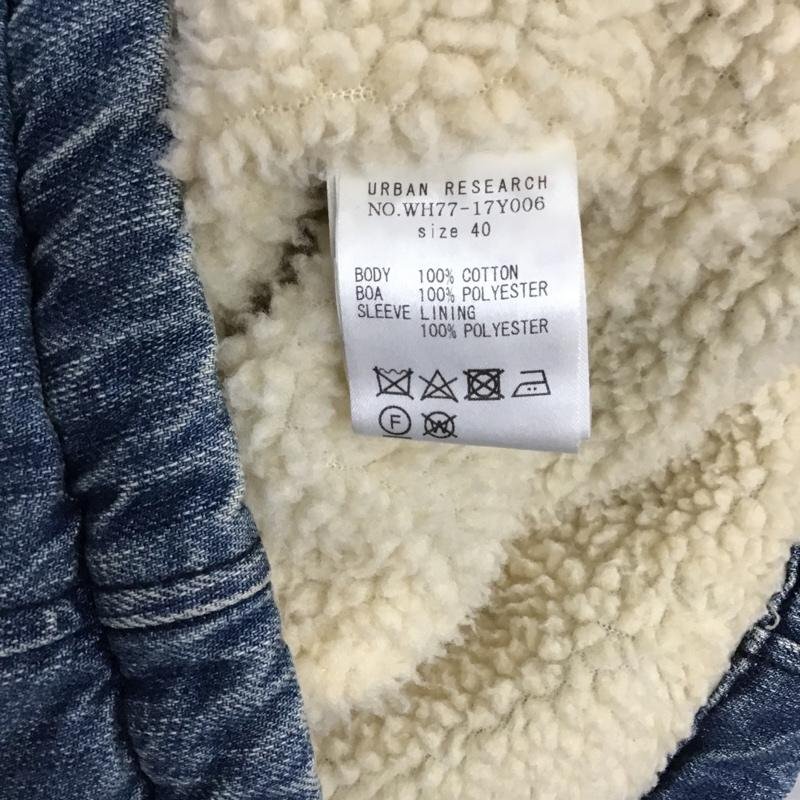 URBAN RESEARCH
NO.WH77-17Y006
size 40
BODY 100% COTTON
BOA 100% POLYESTER
SLEEVE LINING
100% POLYESTER
F W